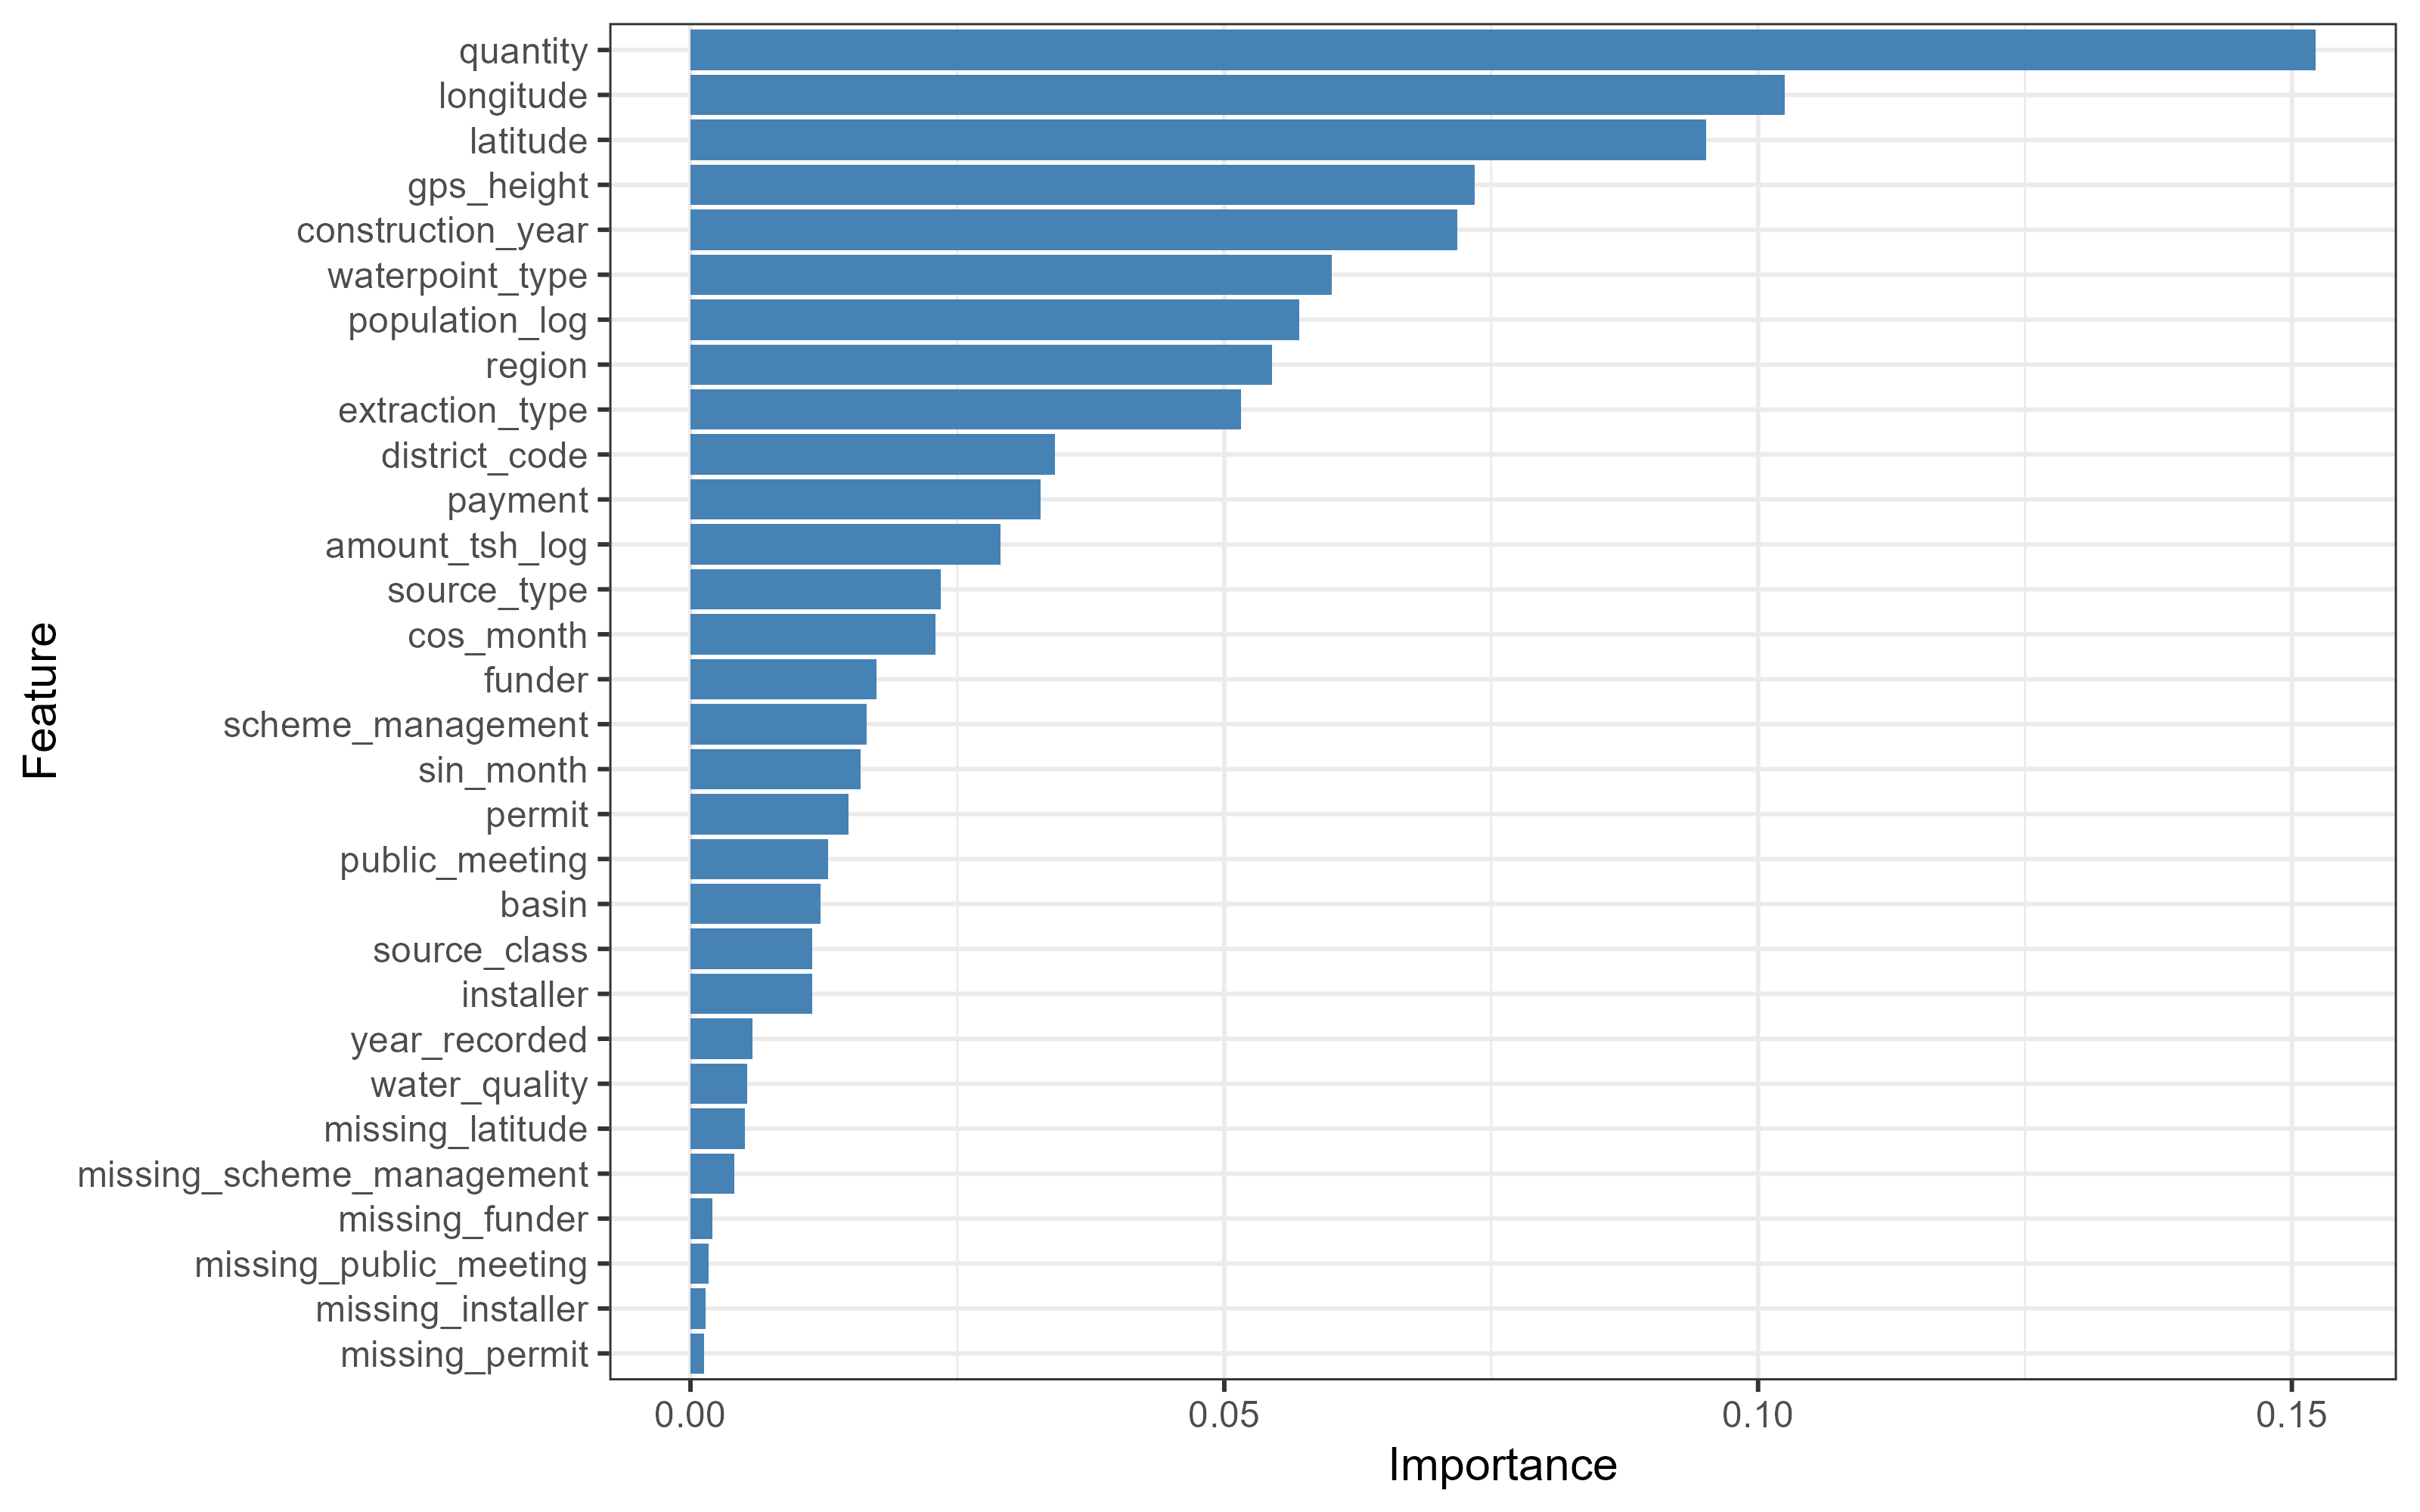 quantity
longitude
latitude
gps_height
construction_year
waterpoint_type
population_log
region
extraction_type
district_code
payment
amount_tsh_log
source_type
cos_month
funder
scheme_management
sin_month
permit
public_meeting
basin
source_class
installer
year_recorded
water_quality
missing_latitude
missing_scheme_management
missing_funder
missing_public_meeting
missing_installer
missing_permit
Feature
0.00 0.05 0.10 0.15
Importance